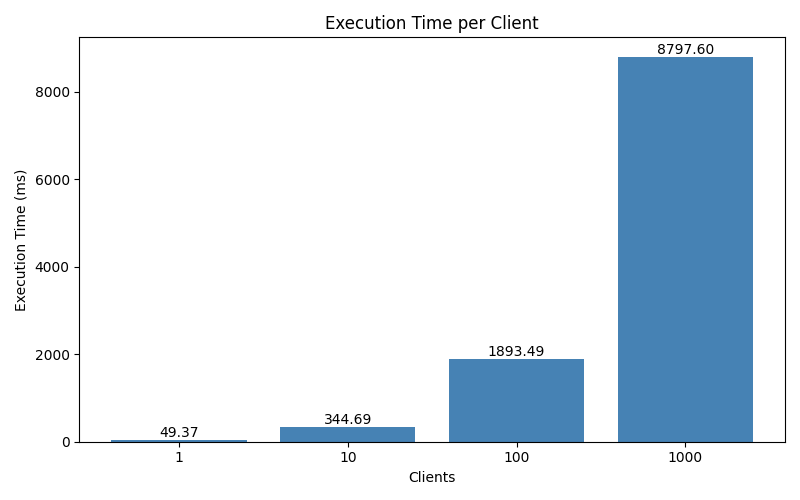 Execution Time per Client
8797.60
8000
6000
Execution Time (ms)
4000
2000
1893.49
344.69
49.37
0
1 10 100 1000
Clients